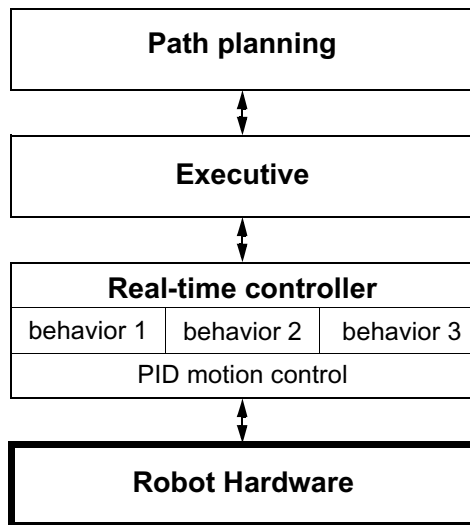 Path planning
Executive
Real-time controller
behavior 1 behavior 2 behavior 3
PID motion control
Robot Hardware